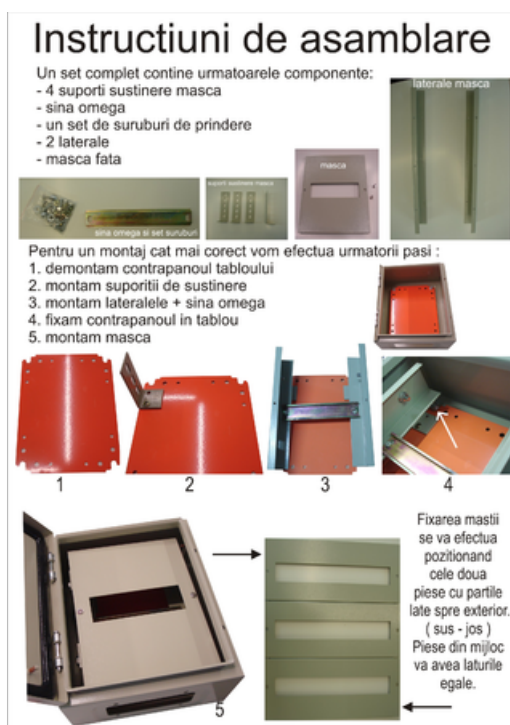 Instructiuni de asamblare
Un set complet contine urmatoarele componente:
- 4 suporti sustinere masca
- sina omega
- un set de suruburi de prindere
- 2 laterale
- masca fata
laterale masca
masca
suporti sustinere masca
sina omega si set suruburi
Pentru un montaj cat mai corect vom efectua urmatorii pasi :
1. demontam contrapanoul tabloului
2. montam suporitii de sustinere
3. montam lateralele + sina omega
4. fixam contrapanoul in tablou
5. montam masca
1
2
3
4
Fixarea mastii
se va efectua
pozitionand
cele doua
piese cu partile
late spre exterior.
( sus - jos )
Piese din mijloc
va avea laturile
egale.
5